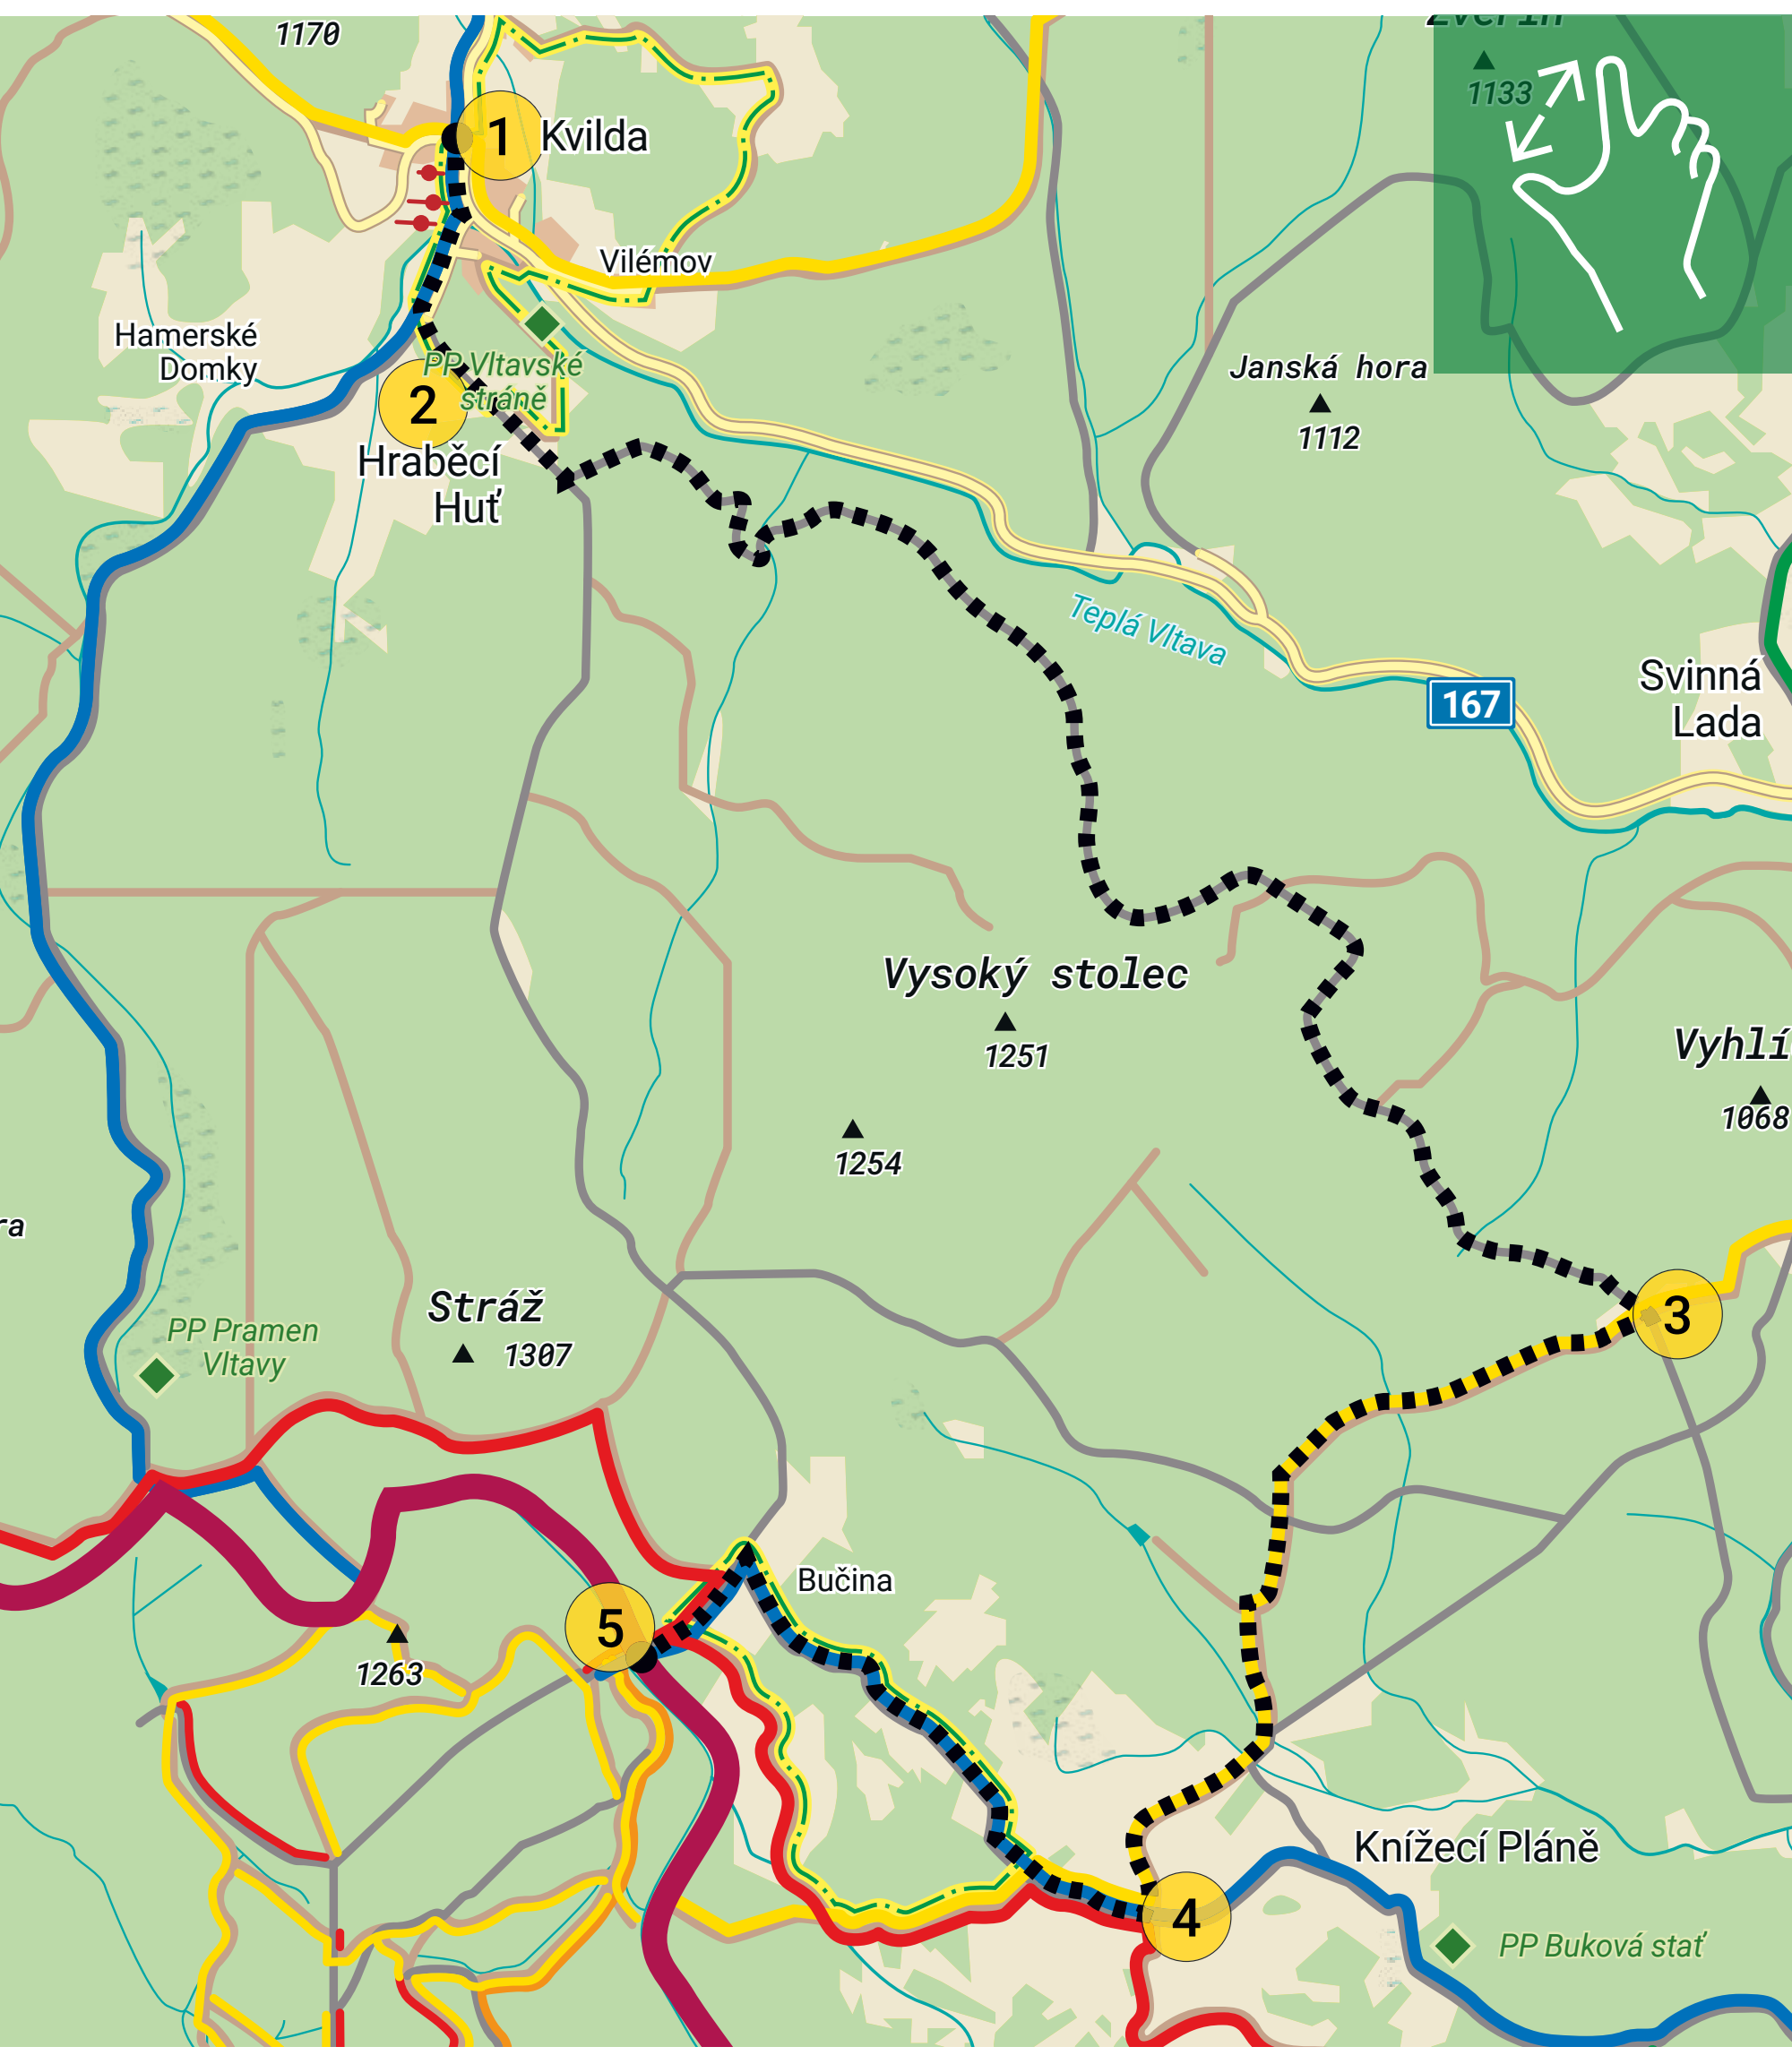 1170
1133
1
Kvilda
Vilémov
Hamerské
Domky
PP Vltavské
stráně
2
Hraběcí
Huť
Janská hora
1112
Teplá Vltava
167
Svinná
Lada
Vysoký stolec
1251
Vyhlí
1068
1254
ra
Stráž
1307
PP Pramen
Vltavy
3
Bučina
5
1263
Knížecí Pláně
4
PP Buková stať